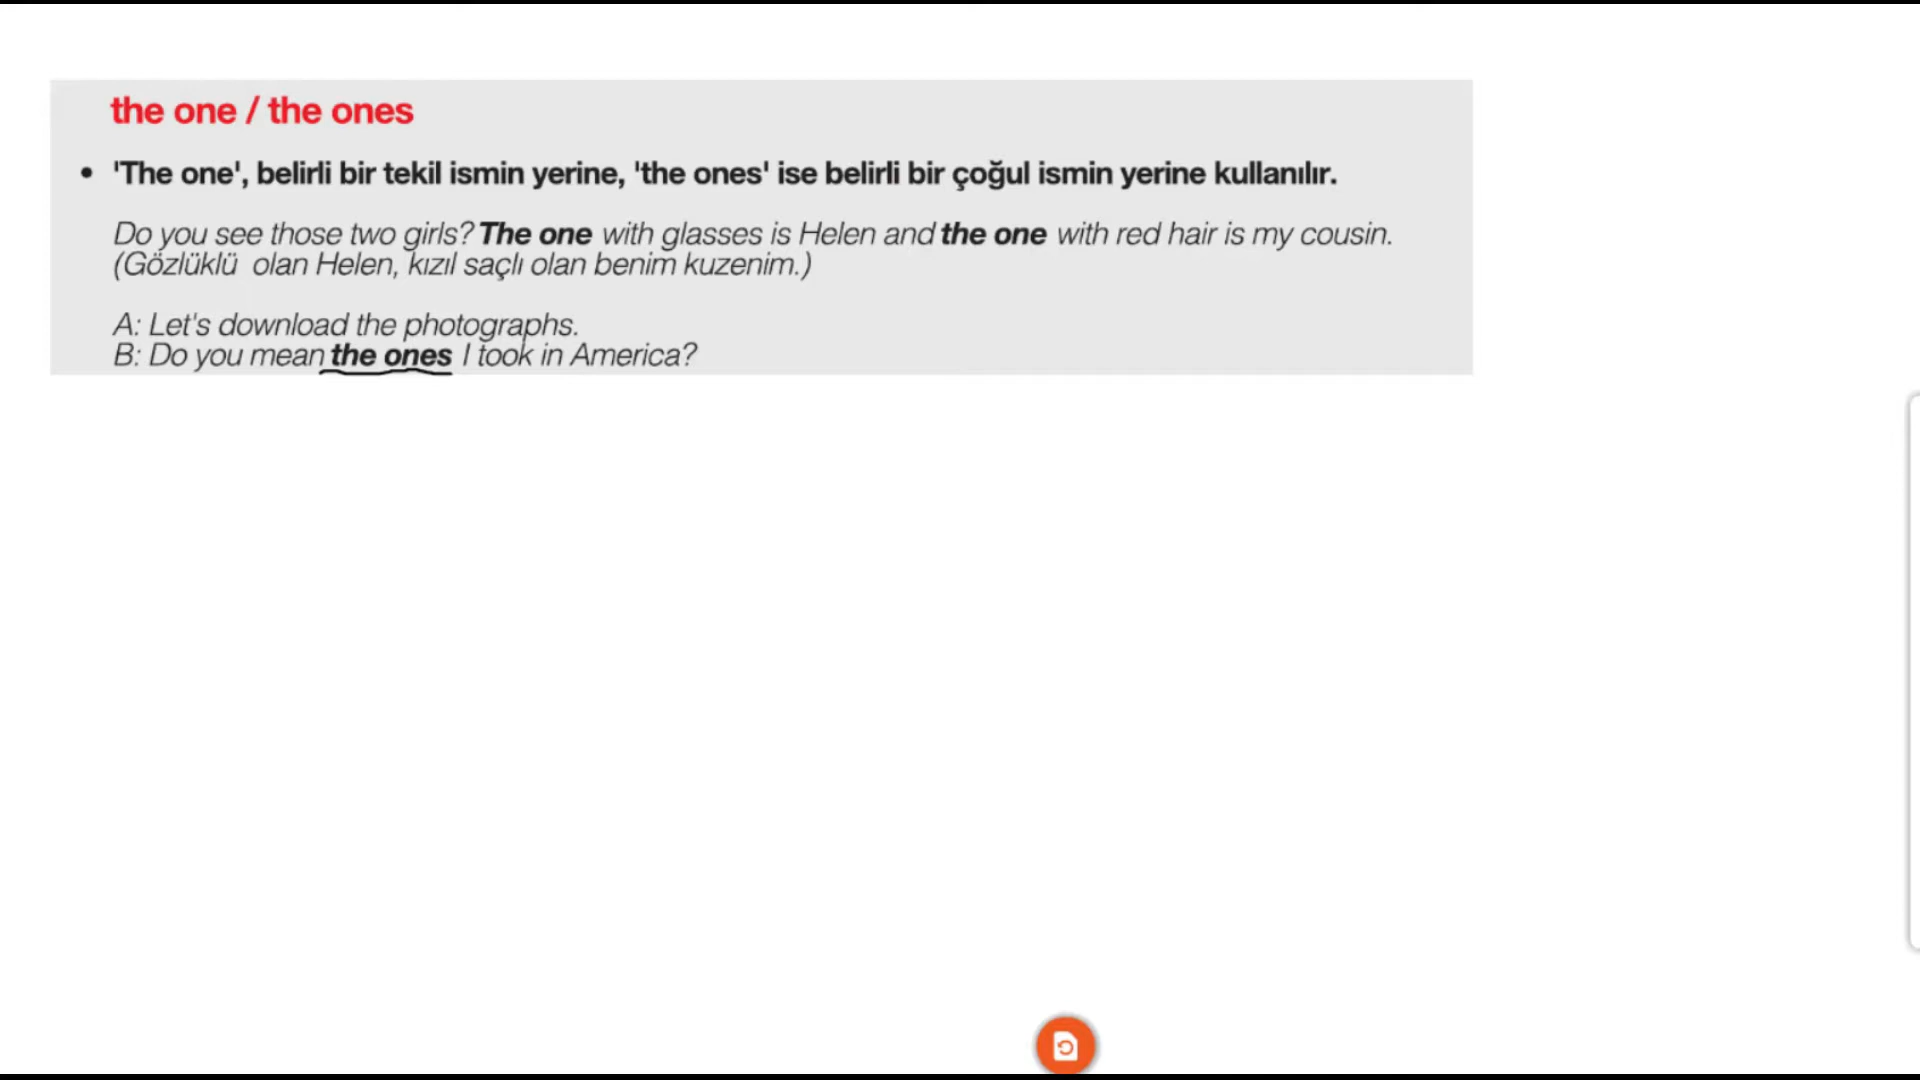 the one / the ones
• 'The one', belirli bir tekil ismin yerine, 'the ones' ise belirli bir çoğul ismin yerine kullanılır.
Do you see those two girls? The one with glasses is Helen and the one with red hair is my cousin.
(Gözlüklü olan Helen, kızıl saçlı olan benim kuzenim.)
A: Let's download the photographs.
B: Do you mean the ones I took in America?